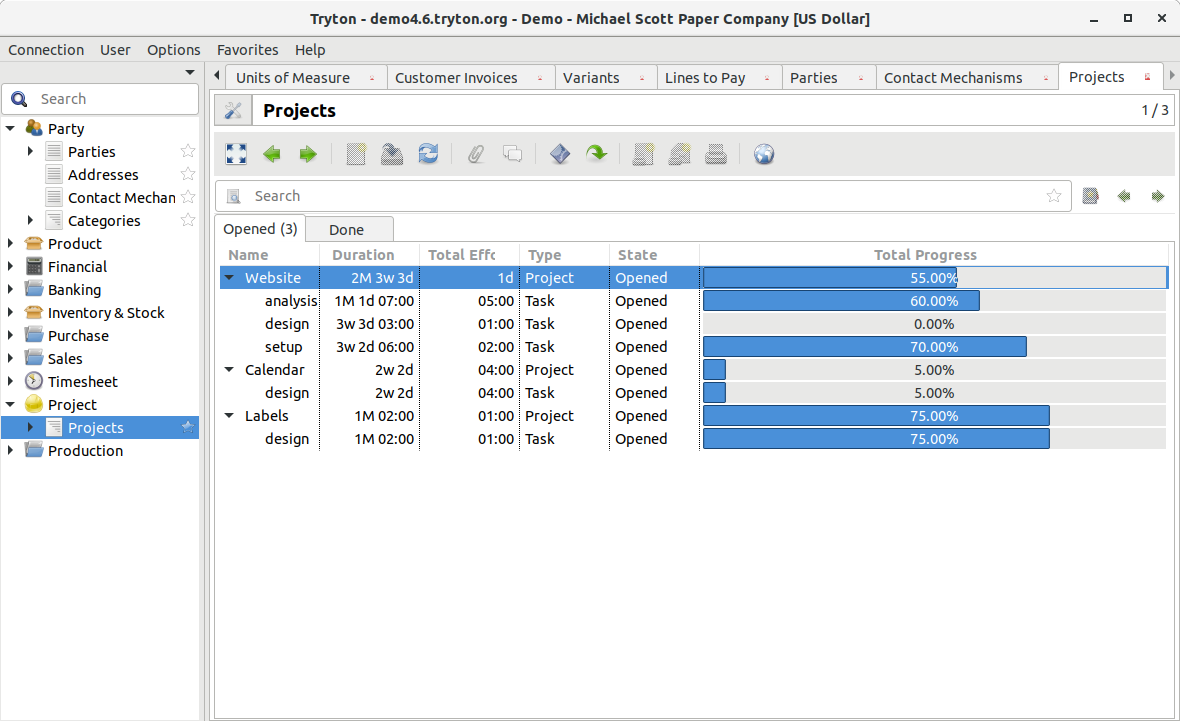 Tryton - demo4.6.tryton.org - Demo - Michael Scott Paper Company [US Dollar]
Connection User Options Favorites Help
Units of Measure Customer Invoices Variants Lines to Pay Parties Contact Mechanisms Projects
Search
Party
Parties
Addresses
Contact Mechan
Categories
Product
Financial
Banking
Inventory & Stock
Purchase
Sales
Timesheet
Project
Projects
Production
Projects 1 / 3
Search
Opened (3) Done
Name Duration Total Effc Type State Total Progress
Website 2M 3w 3d 1d Project Opened 55.00%
analysis 1M 1d 07:00 05:00 Task Opened 60.00%
design 3w 3d 03:00 01:00 Task Opened 0.00%
setup 3w 2d 06:00 02:00 Task Opened 70.00%
Calendar 2w 2d 04:00 Project Opened 5.00%
design 2w 2d 04:00 Task Opened 5.00%
Labels 1M 02:00 01:00 Project Opened 75.00%
design 1M 02:00 01:00 Task Opened 75.00%